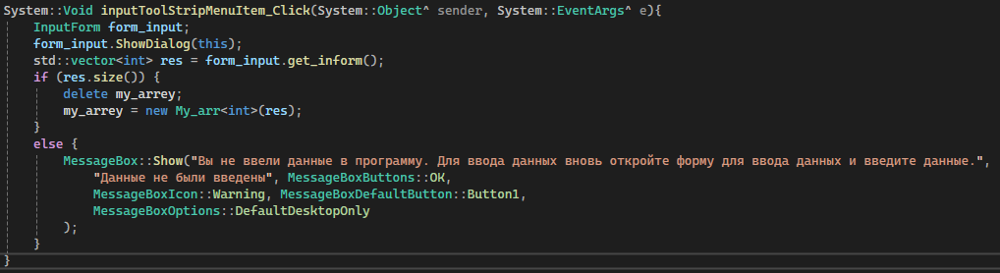 System::Void inputToolStripMenuItem_Click(System::Object^ sender, System::EventArgs^ e){
    InputForm form_input;
    form_input.ShowDialog(this);
    std::vector<int> res = form_input.get_inform();
    if (res.size()) {
        delete my_arrey;
        my_arrey = new My_arr<int>(res);
    }
    else {
        MessageBox::Show("Вы не ввели данные в программу. Для ввода данных вновь откройте форму для ввода данных и введите данные.",
            "Данные не были введены", MessageBoxButtons::OK,
            MessageBoxIcon::Warning, MessageBoxDefaultButton::Button1,
            MessageBoxOptions::DefaultDesktopOnly
        );
    }
}